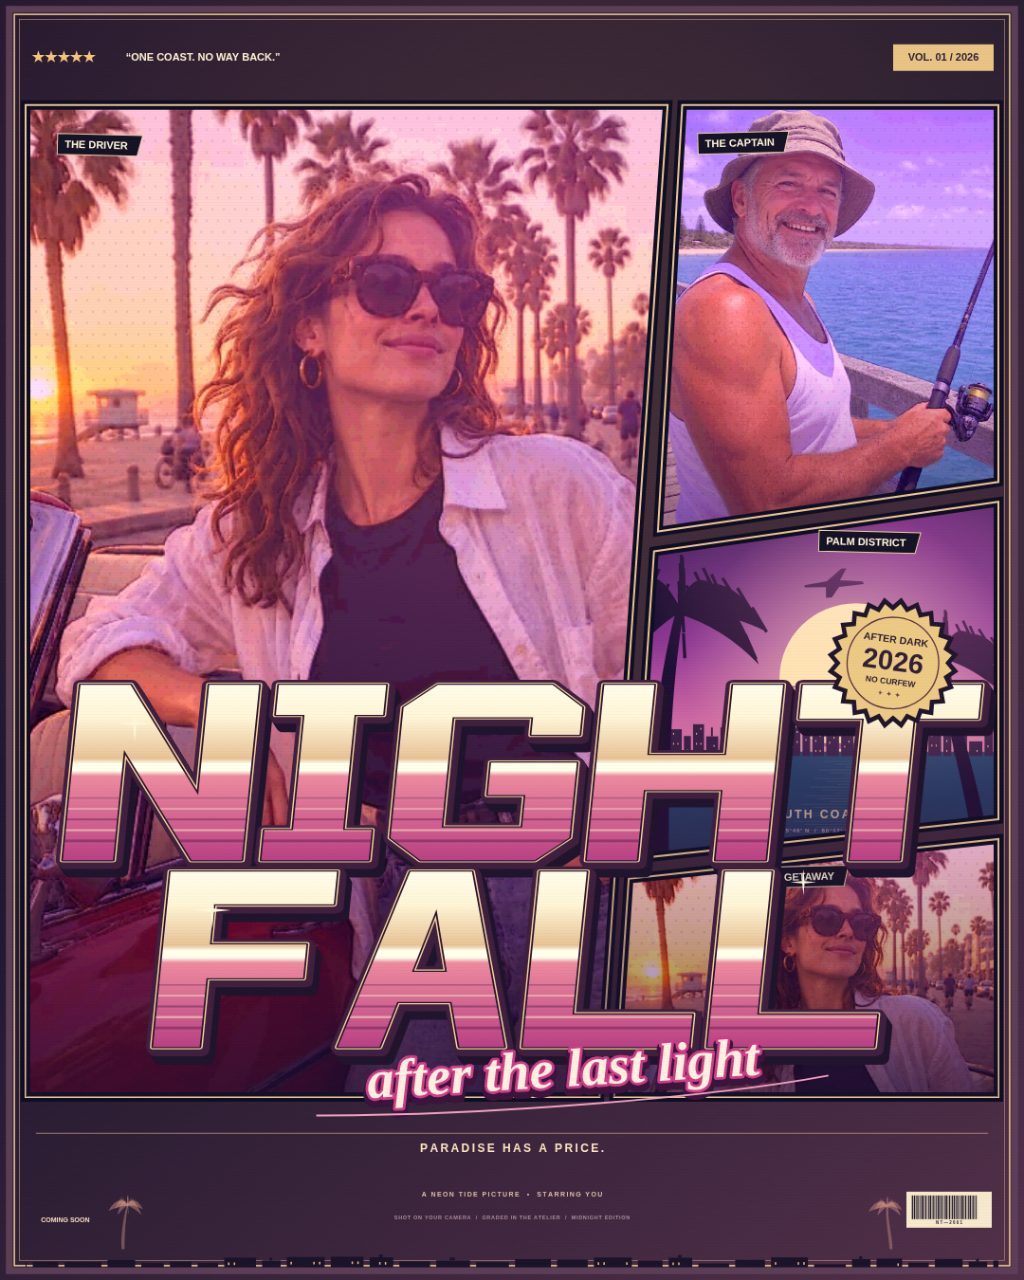 ★★★★★ “ONE COAST. NO WAY BACK.”
VOL. 01 / 2026
THE DRIVER
THE CAPTAIN
PALM DISTRICT
AFTER DARK
2026
NO CURFEW
+ + +
NIGHT
UTH COA
GETAWAY
FALL
after the last light
PARADISE HAS A PRICE.
A NEON TIDE PICTURE • STARRING YOU
SHOT ON YOUR CAMERA / GRADED IN THE ATELIER / MIDNIGHT EDITION
COMING SOON